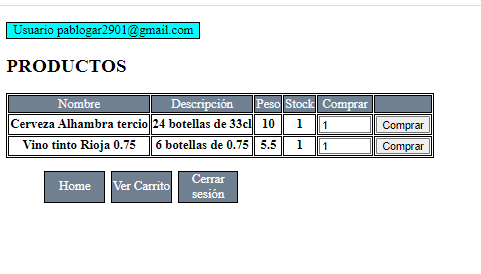 Usuario pablogar2901@gmail.com
PRODUCTOS
Nombre Descripción Peso Stock Comprar
Cerveza Alhambra tercio 24 botellas de 33cl 10 1 1 Comprar
Vino tinto Rioja 0.75 6 botellas de 0.75 5.5 1 1 Comprar
Home Ver Carrito Cerrar
sesión